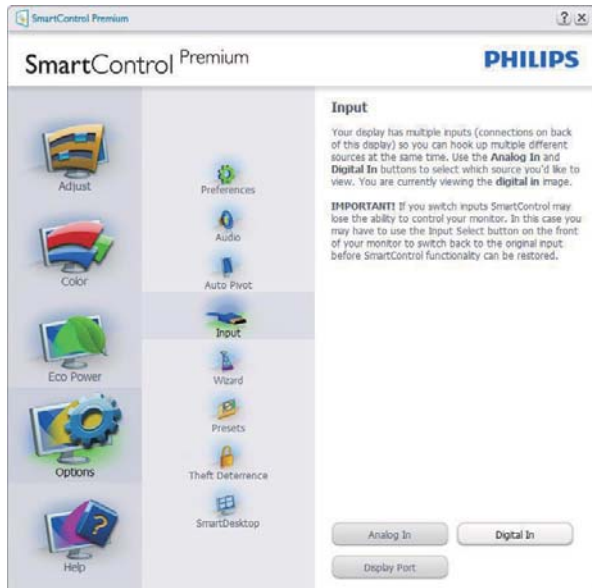 SmartControl Premium
? x
SmartControl Premium
PHILIPS
Adjust
Color
Eco Power
Options
Help
Preferences
Audio
Auto Pivot
Input
Wizard
Presets
Theft Deterrence
SmartDesktop
Input
Your display has multiple inputs (connections on back
of this display) so you can hook up multiple different
sources at the same time. Use the Analog In and
Digital In buttons to select which source you'd like to
view. You are currently viewing the digital in image.
IMPORTANT! If you switch inputs SmartControl may
lose the ability to control your monitor. In this case you
may have to use the Input Select button on the front
of your monitor to switch back to the original input
before SmartControl functionality can be restored.
Analog In
Digital In
Display Port